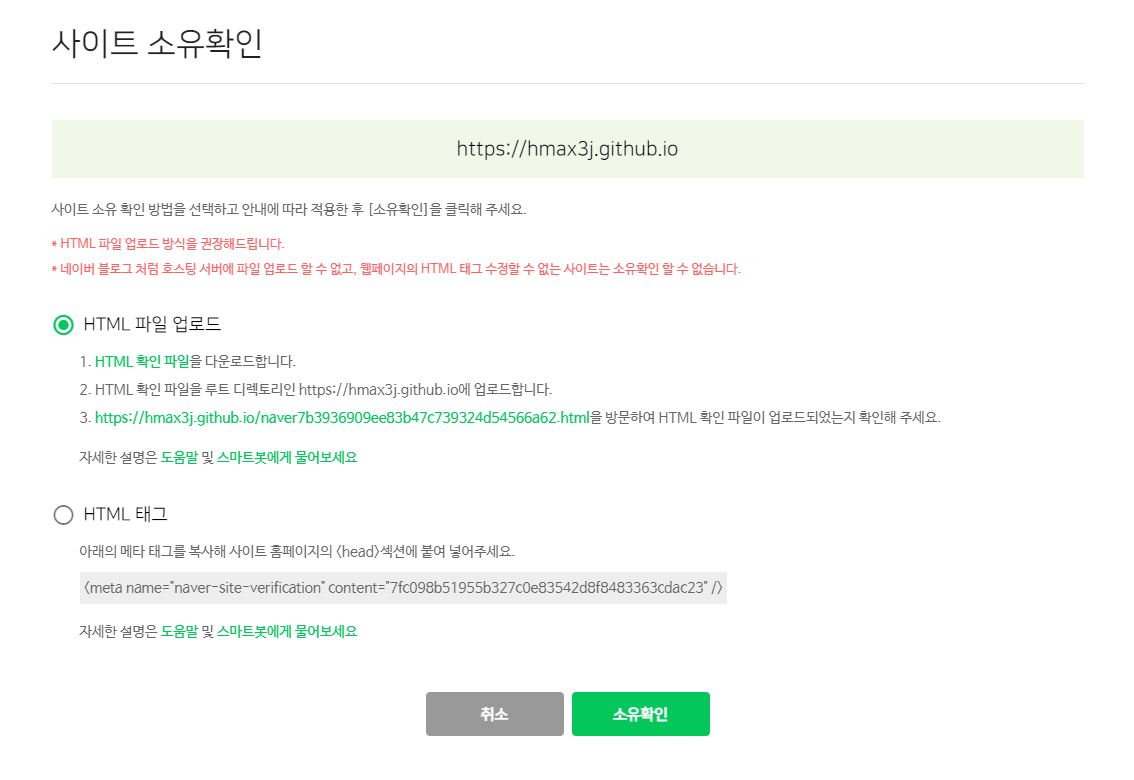 사이트 소유확인
https://hmax3j.github.io
사이트 소유 확인 방법을 선택하고 안내에 따라 적용한 후 [소유확인]을 클릭해 주세요.
* HTML 파일 업로드 방식을 권장해드립니다.
* 네이버 블로그 처럼 호스팅 서버에 파일 업로드 할 수 없고, 웹페이지의 HTML 태그 수정할 수 없는 사이트는 소유확인 할 수 없습니다.
HTML 파일 업로드
1. HTML 확인 파일을 다운로드합니다.
2. HTML 확인 파일을 루트 디렉토리인 https://hmax3j.github.io에 업로드합니다.
3. https://hmax3j.github.io/naver7b3936909ee83b47c739324d54566a62.html을 방문하여 HTML 확인 파일이 업로드되었는지 확인해 주세요.
자세한 설명은 도움말 및 스마트봇에게 물어보세요
HTML 태그
아래의 메타 태그를 복사해 사이트 홈페이지의 <head>섹션에 붙여 넣어주세요.
<meta name="naver-site-verification" content="7fc098b51955b327c0e83542d8f8483363cdac23" />
자세한 설명은 도움말 및 스마트봇에게 물어보세요
취소
소유확인